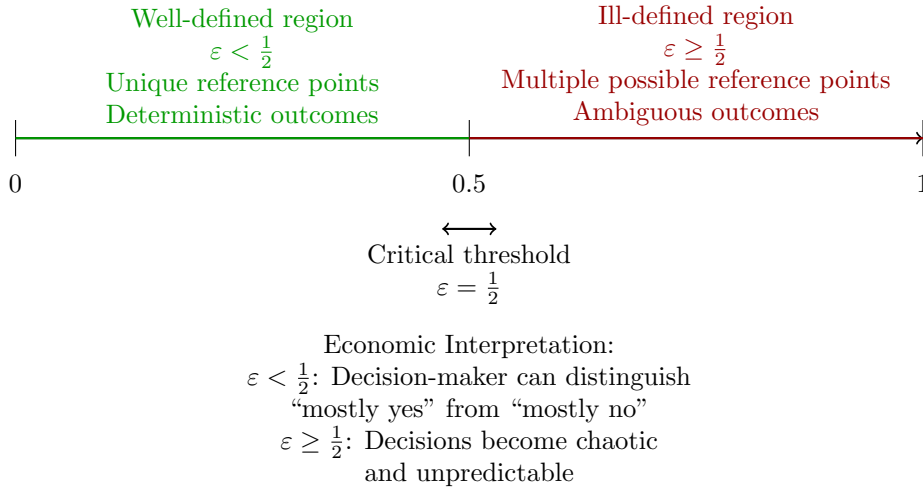 Well-defined region
ε < 1/2
Unique reference points
Deterministic outcomes
Ill-defined region
ε ≥ 1/2
Multiple possible reference points
Ambiguous outcomes
0
0.5
1
Critical threshold
ε = 1/2
Economic Interpretation:
ε < 1/2: Decision-maker can distinguish
“mostly yes” from “mostly no”
ε ≥ 1/2: Decisions become chaotic
and unpredictable